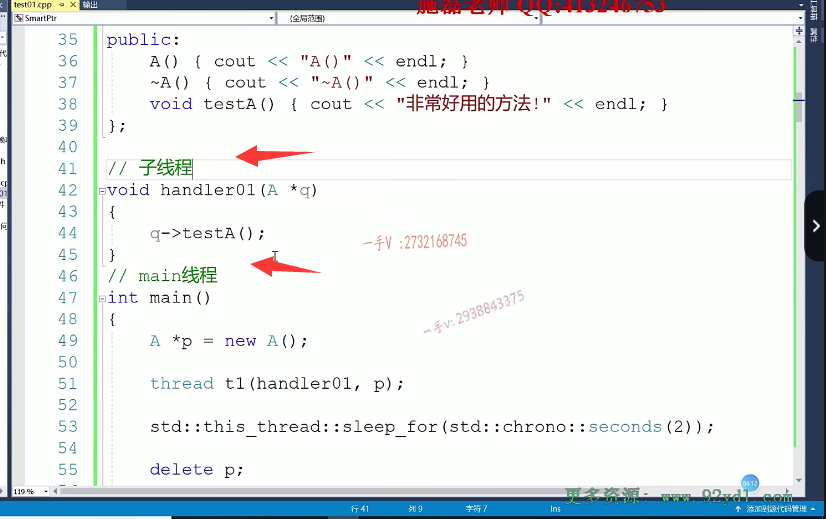 test01.cpp
输出
施磊老师 QQ:413246753
SmartPtr
(全局范围)
35 public:
36 A() { cout << "A()" << endl; }
37 ~A() { cout << "~A()" << endl; }
38 void testA() { cout << "非常好用的方法!" << endl; }
39 };
40
41 // 子线程
42 void handler01(A *q)
43 {
44 q->testA();
45 }
一手V :2732168745
46 // main线程
47 int main()
48 {
一手v: 2938843375
49 A *p = new A();
50
51 thread t1(handler01, p);
52
53 std::this_thread::sleep_for(std::chrono::seconds(2));
54
55 delete p;
119 %
04:12
更多资源: www.92ydl.com
行 41
列 9
字符 7
Ins
添加到源代码管理